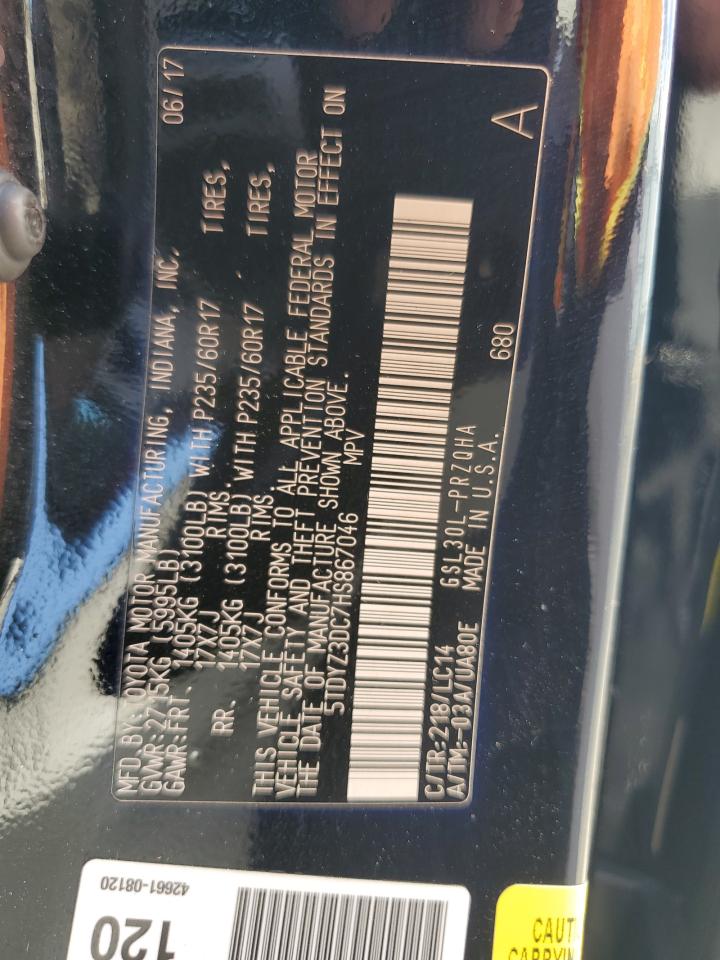 MFD BY:TOYOTA MOTOR MANUFACTURING, INDIANA, INC. 06/17
GVWR:2715KG (5995LB)
GAWR:FRT. 1405KG (3100LB) WITH P235/60R17 TIRES,
17X7J RIMS
RR. 1405KG (3100LB) WITH P235/60R17 TIRES,
17X7J RIMS
THIS VEHICLE CONFORMS TO ALL APPLICABLE FEDERAL MOTOR
VEHICLE SAFETY AND THEFT PREVENTION STANDARDS IN EFFECT ON
THE DATE OF MANUFACTURE SHOWN ABOVE.
5TDYZ3DC7HS867046 MPV
C/TR:218/LC14 GSL30L-PRZQHA
A/TM:-03A/UA80E MADE IN U.S.A. 680 A
42661-08120
120
CAUT
CARRYIN